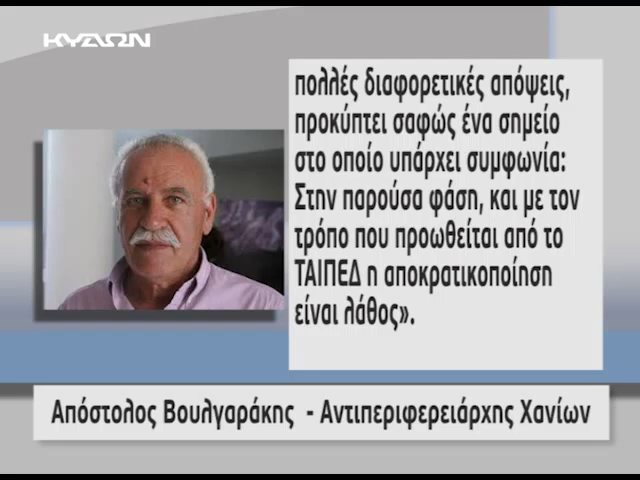 ΚΥΔΩΝ
πολλές διαφορετικές απόψεις,
προκύπτει σαφώς ένα σημείο
στο οποίο υπάρχει συμφωνία:
Στην παρούσα φάση, και με τον
τρόπο που προωθείται από το
ΤΑΙΠΕΔ η αποκρατικοποίηση
είναι λάθος».
Απόστολος Βουλγαράκης - Αντιπεριφερειάρχης Χανίων